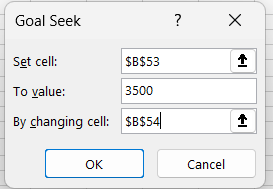 Goal Seek ? ×
Set cell: $B$53
To value: 3500
By changing cell: $B$54
OK Cancel